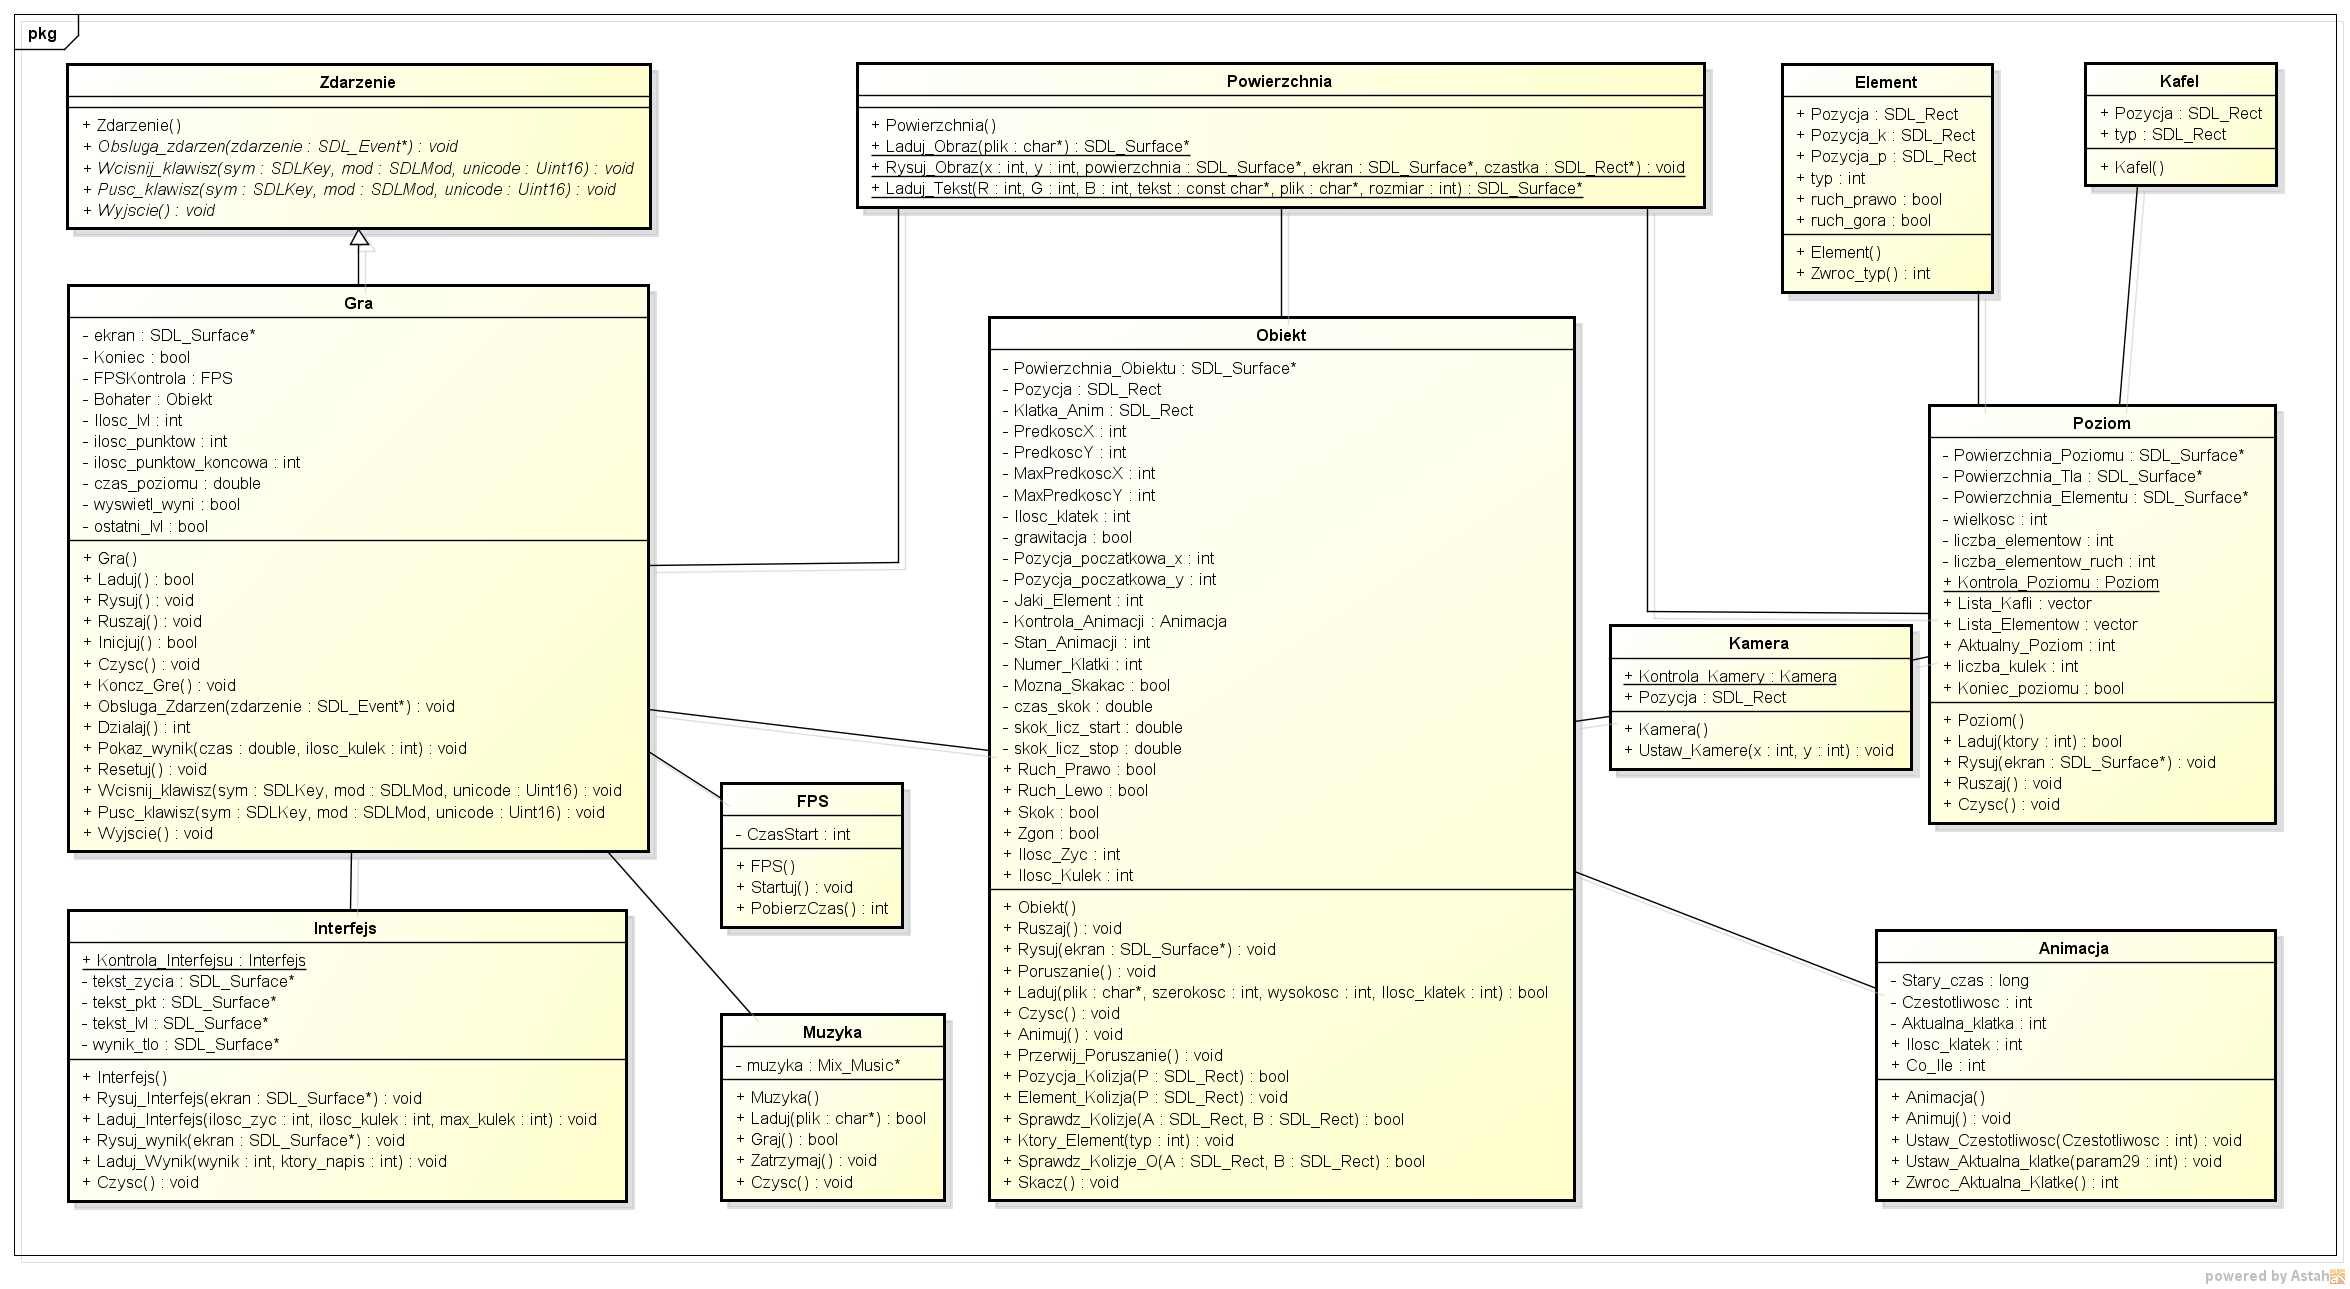 pkg
Zdarzenie
+ Zdarzenie()
+ Obsluga_zdarzen(zdarzenie : SDL_Event*) : void
+ Wcisnij_klawisz(sym : SDLKey, mod : SDLMod, unicode : Uint16) : void
+ Pusc_klawisz(sym : SDLKey, mod : SDLMod, unicode : Uint16) : void
+ Wyjscie() : void
Powierzchnia
+ Powierzchnia()
+ Laduj_Obraz(plik : char*) : SDL_Surface*
+ Rysuj_Obraz(x : int, y : int, powierzchnia : SDL_Surface*, ekran : SDL_Surface*, czastka : SDL_Rect*) : void
+ Laduj_Tekst(R : int, G : int, B : int, tekst : const char*, plik : char*, rozmiar : int) : SDL_Surface*
Element
+ Pozycja : SDL_Rect
+ Pozycja_k : SDL_Rect
+ Pozycja_p : SDL_Rect
+ typ : int
+ ruch_prawo : bool
+ ruch_gora : bool
+ Element()
+ Zwroc_typ() : int
Kafel
+ Pozycja : SDL_Rect
+ typ : SDL_Rect
+ Kafel()
Gra
- ekran : SDL_Surface*
- Koniec : bool
- FPSKontrola : FPS
- Bohater : Obiekt
- Ilosc_lvl : int
- ilosc_punktow : int
- ilosc_punktow_koncowa : int
- czas_poziomu : double
- wyswietl_wyni : bool
- ostatni_lvl : bool
+ Gra()
+ Laduj() : bool
+ Rysuj() : void
+ Ruszaj() : void
+ Inicjuj() : bool
+ Czysc() : void
+ Koncz_Gre() : void
+ Obsluga_Zdarzen(zdarzenie : SDL_Event*) : void
+ Dzialaj() : int
+ Pokaz_wynik(czas : double, ilosc_kulek : int) : void
+ Resetuj() : void
+ Wcisnij_klawisz(sym : SDLKey, mod : SDLMod, unicode : Uint16) : void
+ Pusc_klawisz(sym : SDLKey, mod : SDLMod, unicode : Uint16) : void
+ Wyjscie() : void
Obiekt
- Powierzchnia_Obiektu : SDL_Surface*
- Pozycja : SDL_Rect
- Klatka_Anim : SDL_Rect
- PredkoscX : int
- PredkoscY : int
- MaxPredkoscX : int
- MaxPredkoscY : int
- Ilosc_klatek : int
- grawitacja : bool
- Pozycja_poczatkowa_x : int
- Pozycja_poczatkowa_y : int
- Jaki_Element : int
- Kontrola_Animacji : Animacja
- Stan_Animacji : int
- Numer_Klatki : int
- Mozna_Skakac : bool
- czas_skok : double
- skok_licz_start : double
- skok_licz_stop : double
+ Ruch_Prawo : bool
+ Ruch_Lewo : bool
+ Skok : bool
+ Zgon : bool
+ Ilosc_Zyc : int
+ Ilosc_Kulek : int
+ Obiekt()
+ Ruszaj() : void
+ Rysuj(ekran : SDL_Surface*) : void
+ Poruszanie() : void
+ Laduj(plik : char*, szerokosc : int, wysokosc : int, Ilosc_klatek : int) : bool
+ Czysc() : void
+ Animuj() : void
+ Przerwij_Poruszanie() : void
+ Pozycja_Kolizja(P : SDL_Rect) : bool
+ Element_Kolizja(P : SDL_Rect) : void
+ Sprawdz_Kolizje(A : SDL_Rect, B : SDL_Rect) : bool
+ Ktory_Element(typ : int) : void
+ Sprawdz_Kolizje_O(A : SDL_Rect, B : SDL_Rect) : bool
+ Skacz() : void
Poziom
- Powierzchnia_Poziomu : SDL_Surface*
- Powierzchnia_Tla : SDL_Surface*
- Powierzchnia_Elementu : SDL_Surface*
- wielkosc : int
- liczba_elementow : int
- liczba_elementow_ruch : int
+ Kontrola_Poziomu : Poziom
+ Lista_Kafli : vector
+ Lista_Elementow : vector
+ Aktualny_Poziom : int
+ liczba_kulek : int
+ Koniec_poziomu : bool
+ Poziom()
+ Laduj(ktory : int) : bool
+ Rysuj(ekran : SDL_Surface*) : void
+ Ruszaj() : void
+ Czysc() : void
Kamera
+ Kontrola_Kamery : Kamera
+ Pozycja : SDL_Rect
+ Kamera()
+ Ustaw_Kamere(x : int, y : int) : void
FPS
- CzasStart : int
+ FPS()
+ Startuj() : void
+ PobierzCzas() : int
Interfejs
+ Kontrola_Interfejsu : Interfejs
- tekst_zycia : SDL_Surface*
- tekst_pkt : SDL_Surface*
- tekst_lvl : SDL_Surface*
- wynik_tlo : SDL_Surface*
+ Interfejs()
+ Rysuj_Interfejs(ekran : SDL_Surface*) : void
+ Laduj_Interfejs(ilosc_zyc : int, ilosc_kulek : int, max_kulek : int) : void
+ Rysuj_wynik(ekran : SDL_Surface*) : void
+ Laduj_Wynik(wynik : int, ktory_napis : int) : void
+ Czysc() : void
Muzyka
- muzyka : Mix_Music*
+ Muzyka()
+ Laduj(plik : char*) : bool
+ Graj() : bool
+ Zatrzymaj() : void
+ Czysc() : void
Animacja
- Stary_czas : long
- Czestotliwosc : int
- Aktualna_klatka : int
+ Ilosc_klatek : int
+ Co_Ile : int
+ Animacja()
+ Animuj() : void
+ Ustaw_Czestotliwosc(Czestotliwosc : int) : void
+ Ustaw_Aktualna_klatke(param29 : int) : void
+ Zwroc_Aktualna_Klatke() : int
powered by Astah